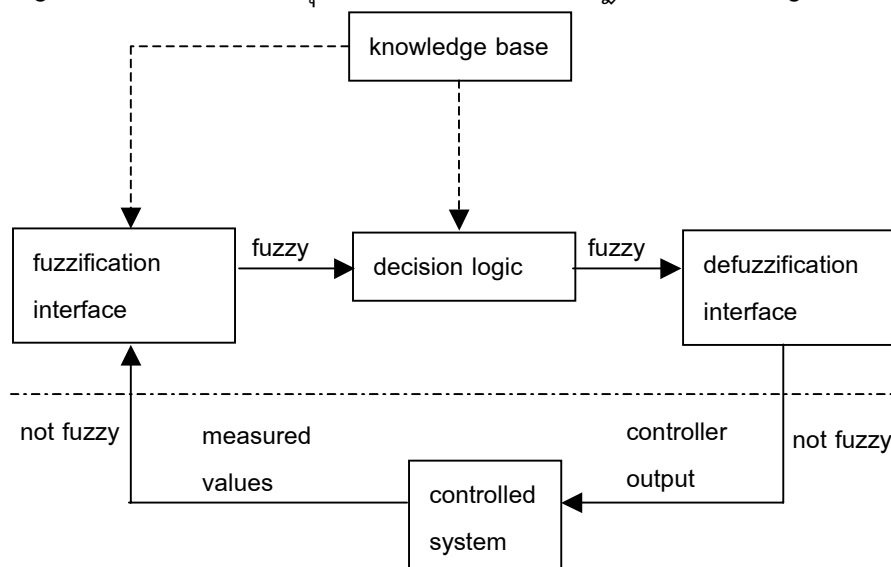 knowledge base
fuzzification
interface
fuzzy
decision logic
fuzzy
defuzzification
interface
not fuzzy
measured
values
controlled
system
controller
output
not fuzzy